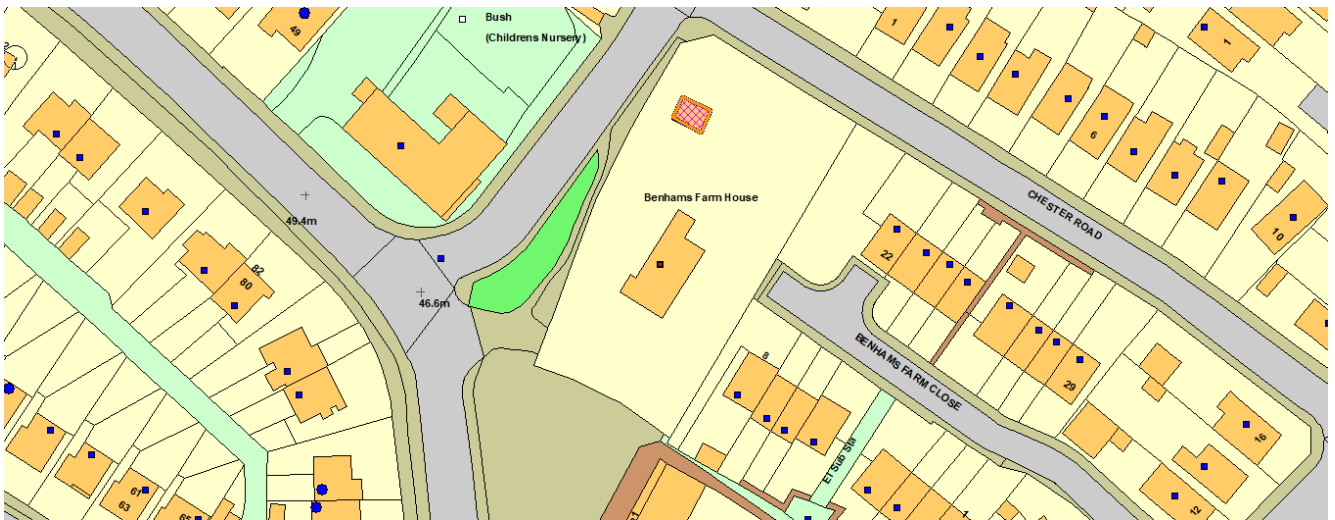 Bush
(Childrens Nursery)
49
1
1
6
Benhams Farm House
CHESTER ROAD
10
49.4m
22
82
80
46.6m
8
BENHAMS FARM CLOSE
29
16
El Sub Sta
61
63
65
12
1